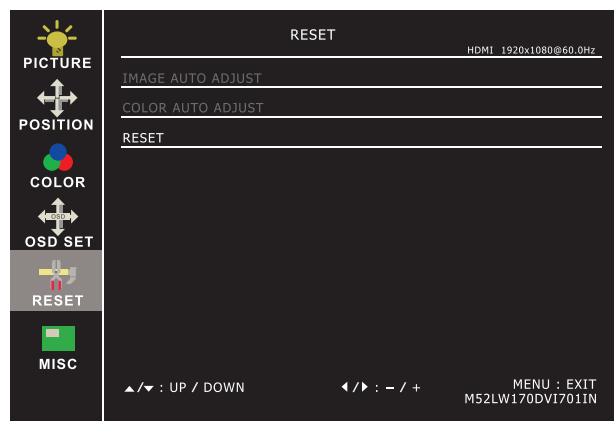 RESET
HDMI 1920x1080@60.0Hz
PICTURE
POSITION
COLOR
OSD
OSD SET
RESET
MISC
IMAGE AUTO ADJUST
COLOR AUTO ADJUST
RESET
▲/▼ : UP / DOWN
◀/▶ : – / +
MENU : EXIT
M52LW170DVI701IN